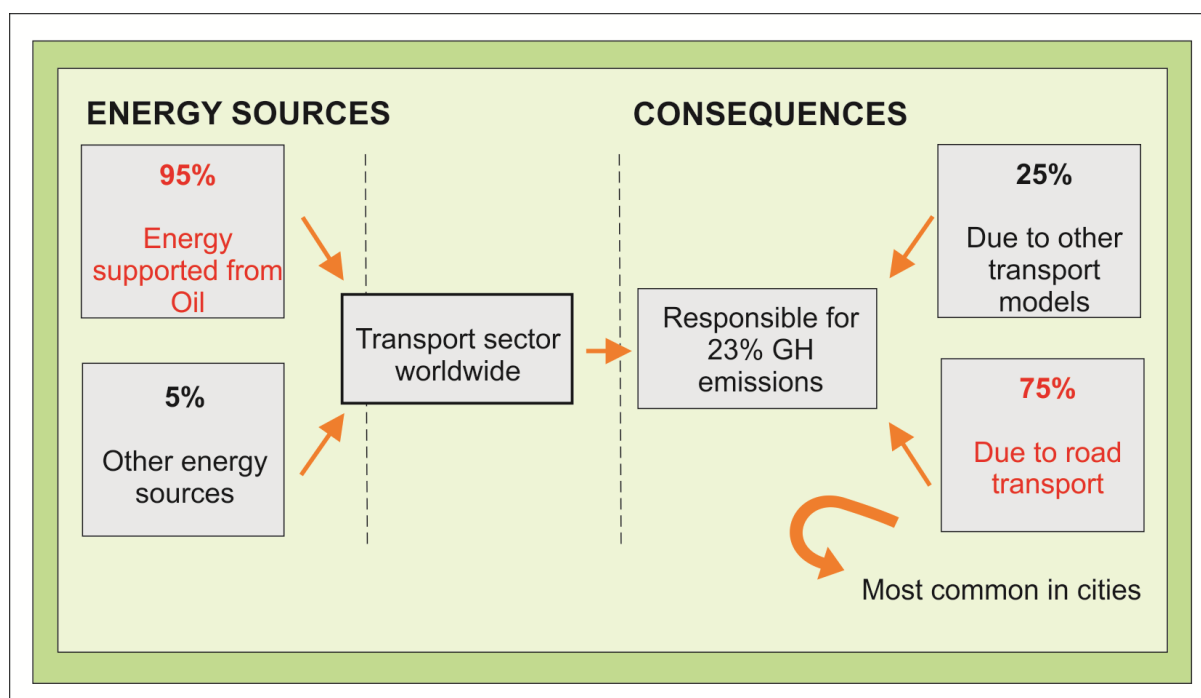 ENERGY SOURCES
95%
Energy
supported from
Oil
5%
Other energy
sources
Transport sector
worldwide
CONSEQUENCES
Responsible for
23% GH
emissions
25%
Due to other
transport
models
75%
Due to road
transport
Most common in cities